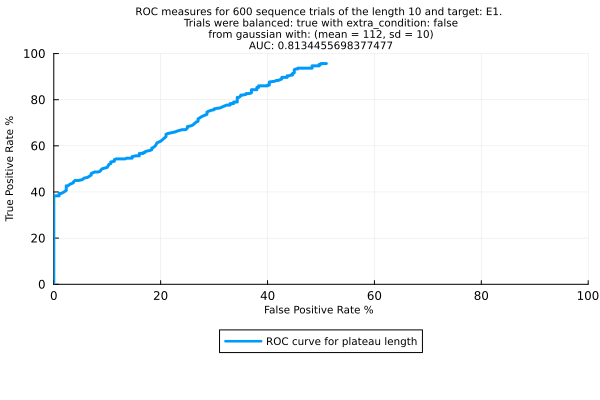 ROC measures for 600 sequence trials of the length 10 and target: E1.
Trials were balanced: true with extra_condition: false
from gaussian with: (mean = 112, sd = 10)
AUC: 0.8134455698377477
100
80
60
40
20
0
True Positive Rate %
0 20 40 60 80 100
False Positive Rate %
ROC curve for plateau length